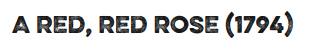 A RED, RED ROSE (1794)